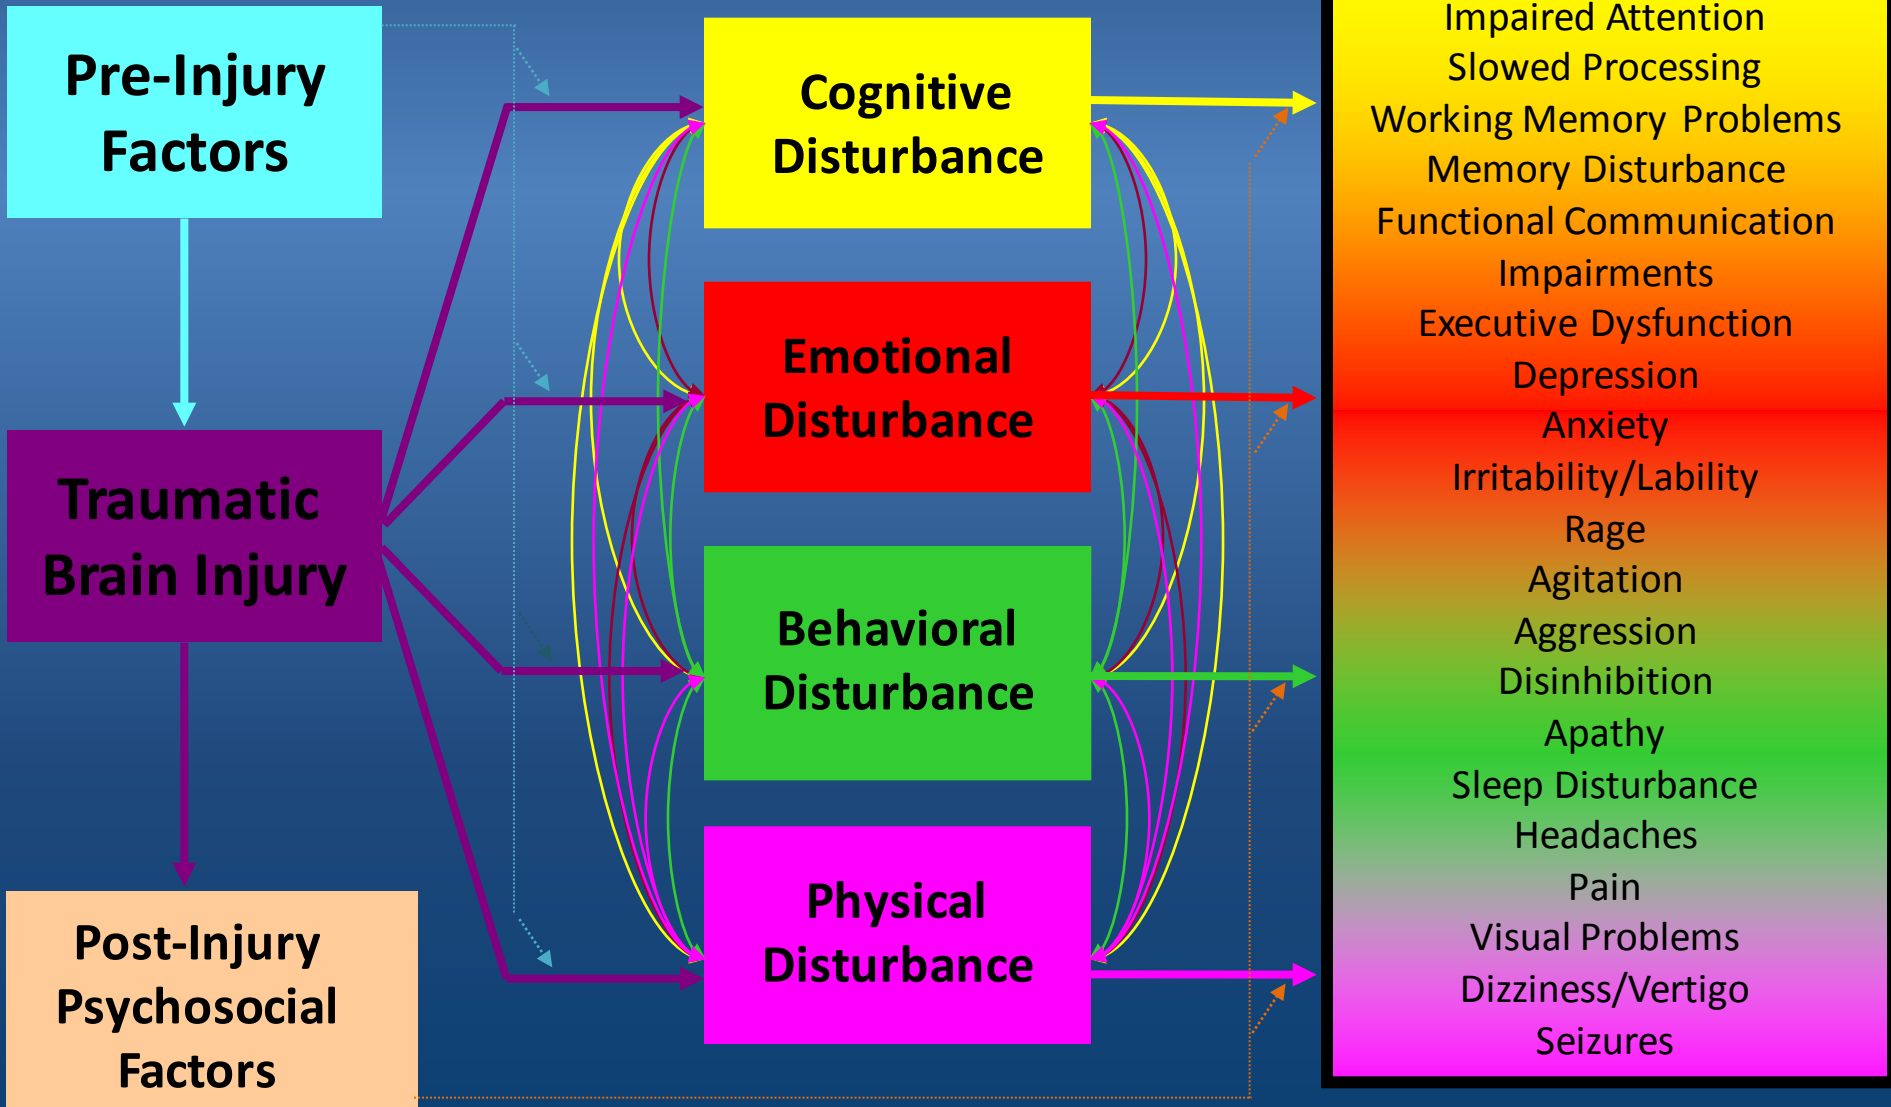 Pre-Injury
Factors
Traumatic
Brain Injury
Post-Injury
Psychosocial
Factors
Cognitive
Disturbance
Emotional
Disturbance
Behavioral
Disturbance
Physical
Disturbance
Impaired Attention
Slowed Processing
Working Memory Problems
Memory Disturbance
Functional Communication
Impairments
Executive Dysfunction
Depression
Anxiety
Irritability/Lability
Rage
Agitation
Aggression
Disinhibition
Apathy
Sleep Disturbance
Headaches
Pain
Visual Problems
Dizziness/Vertigo
Seizures